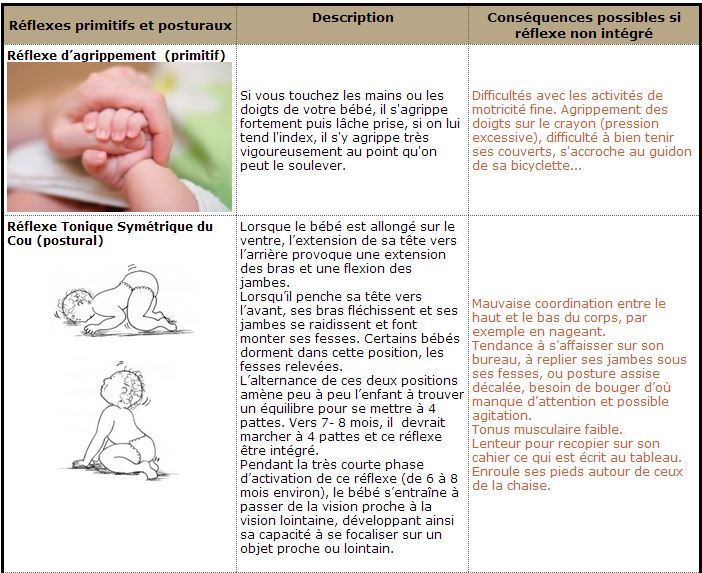 Réflexes primitifs et posturaux
Description
Conséquences possibles si
réflexe non intégré
Réflexe d’agrippement (primitif)
Si vous touchez les mains ou les
doigts de votre bébé, il s'agrippe
fortement puis lâche prise, si on lui
tend l'index, il s'y agrippe très
vigoureusement au point qu'on
peut le soulever.
Difficultés avec les activités de
motricité fine. Agrippement des
doigts sur le crayon (pression
excessive), difficulté à bien tenir
ses couverts, s'accroche au guidon
de sa bicyclette...
Réflexe Tonique Symétrique du
Cou (postural)
Lorsque le bébé est allongé sur le
ventre, l’extension de sa tête vers
l’arrière provoque une extension
des bras et une flexion des
jambes.
Lorsqu’il penche sa tête vers
l’avant, ses bras fléchissent et ses
jambes se raidissent et font
monter ses fesses. Certains bébés
dorment dans cette position, les
fesses relevées.
L’alternance de ces deux positions
amène peu à peu l’enfant à trouver
un équilibre pour se mettre à 4
pattes. Vers 7- 8 mois, il devrait
marcher à 4 pattes et ce réflexe
être intégré.
Pendant la très courte phase
d’activation de ce réflexe (de 6 à 8
mois environ), le bébé s’entraîne à
passer de la vision proche à la
vision lointaine, développant ainsi
sa capacité à se focaliser sur un
objet proche ou lointain.
Mauvaise coordination entre le
haut et le bas du corps, par
exemple en nageant.
Tendance à s’affaisser sur son
bureau, à replier ses jambes sous
ses fesses, ou posture assise
décalée, besoin de bouger d’où
manque d’attention et possible
agitation.
Tonus musculaire faible.
Lenteur pour recopier sur son
cahier ce qui est écrit au tableau.
Enroule ses pieds autour de ceux
de la chaise.